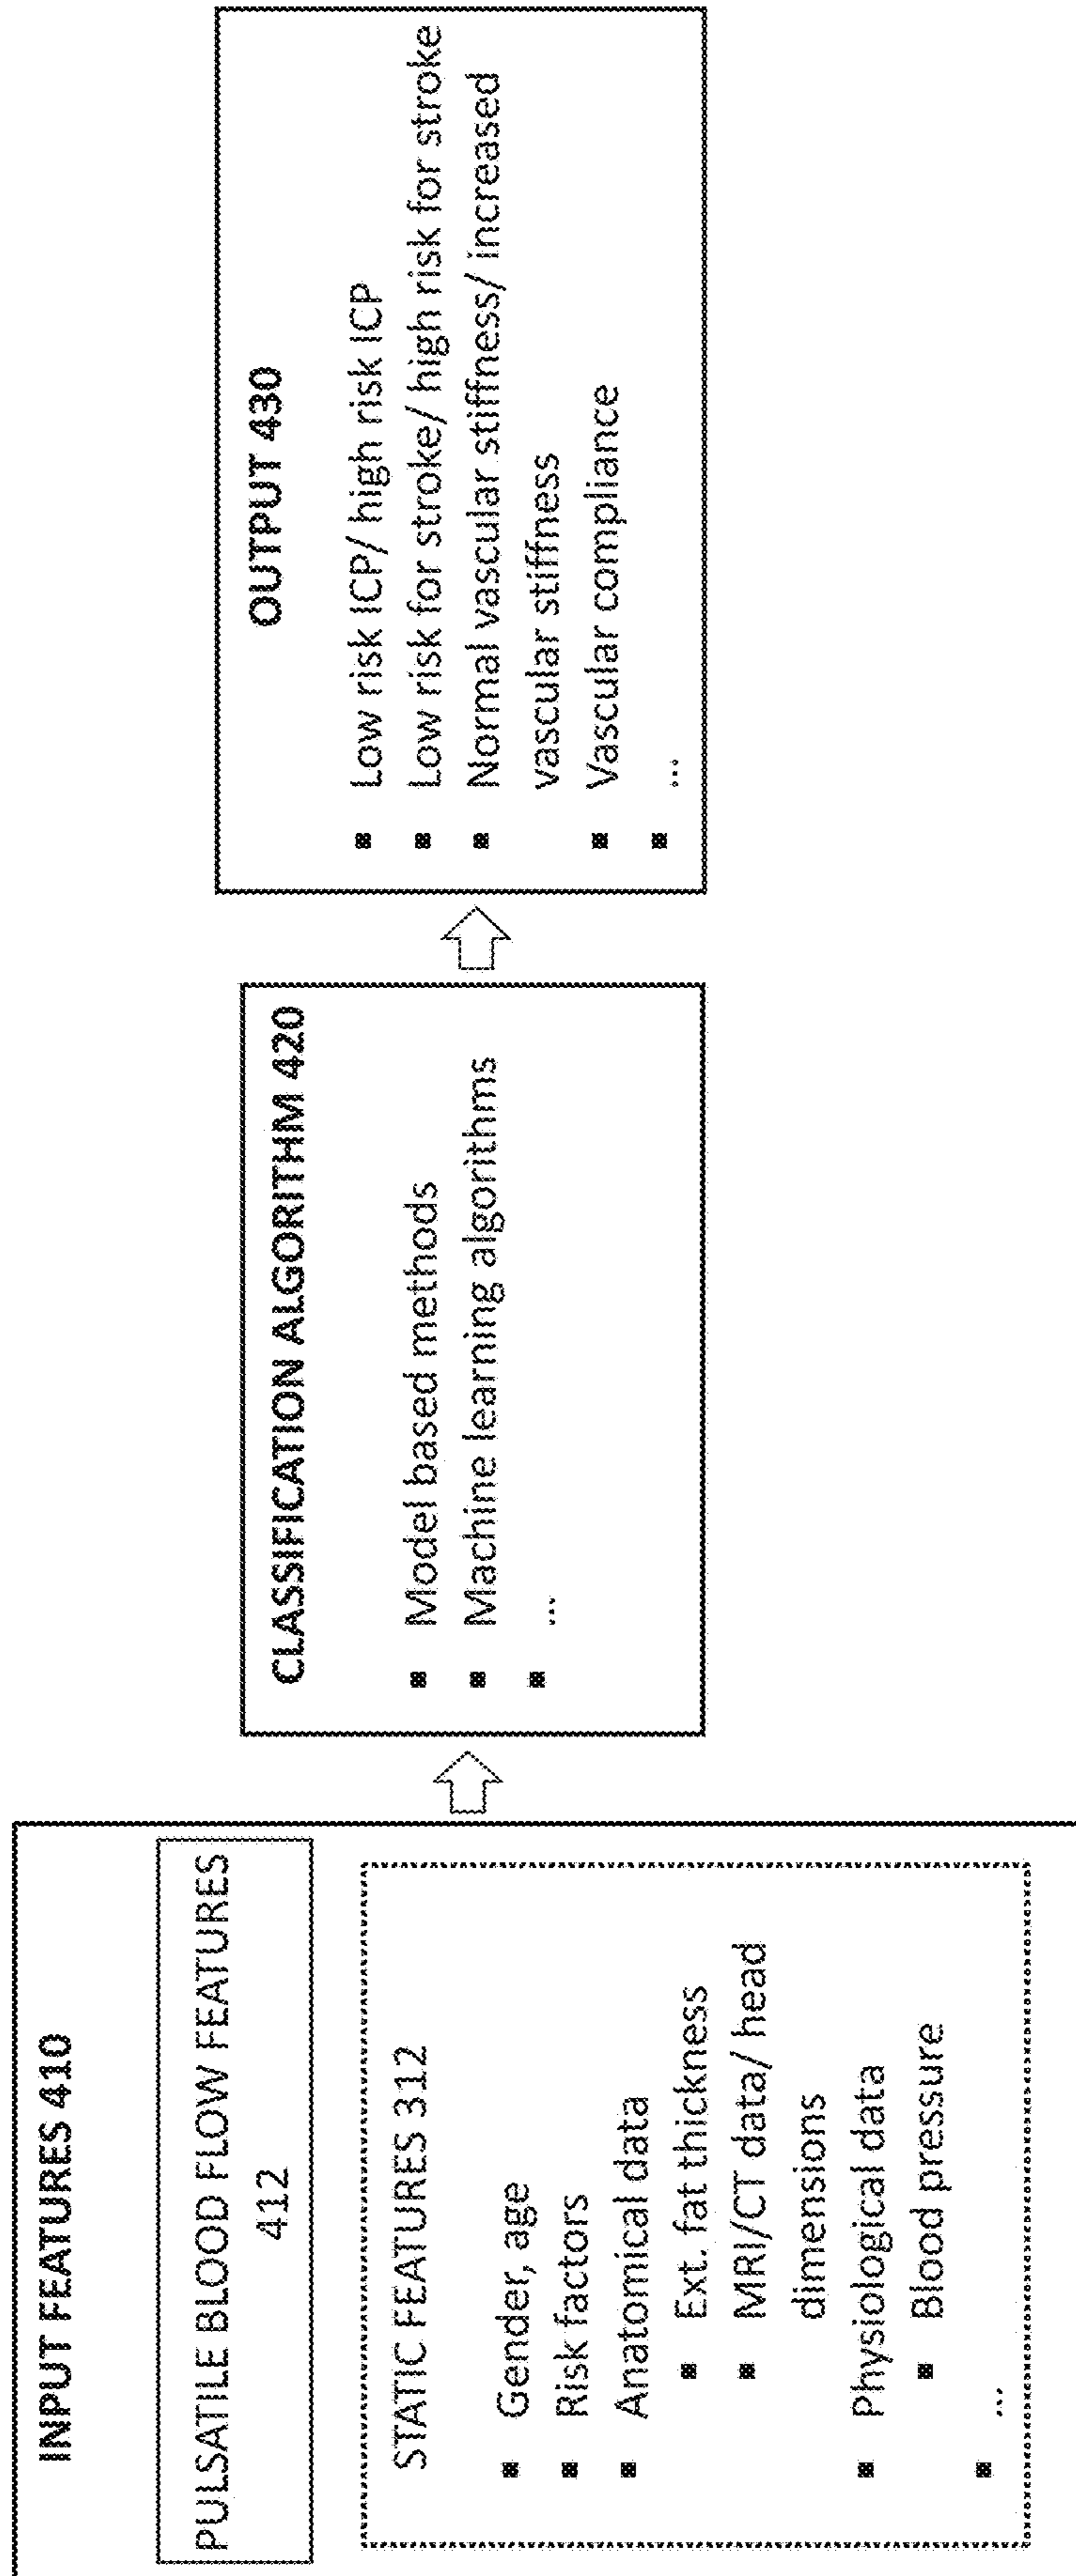 INPUT FEATURES 410
PULSATILE BLOOD FLOW FEATURES
412
STATIC FEATURES 312
▪ Gender, age
▪ Risk factors
▪ Anatomical data
▪ Ext. fat thickness
▪ MRI/CT data/ head
dimensions
▪ Physiological data
▪ Blood pressure
▪ ...
CLASSIFICATION ALGORITHM 420
▪ Model based methods
▪ Machine learning algorithms
▪ ...
OUTPUT 430
▪ Low risk ICP/ high risk ICP
▪ Low risk for stroke/ high risk for stroke
▪ Normal vascular stiffness/ increased
vascular stiffness
▪ Vascular compliance
▪ ...